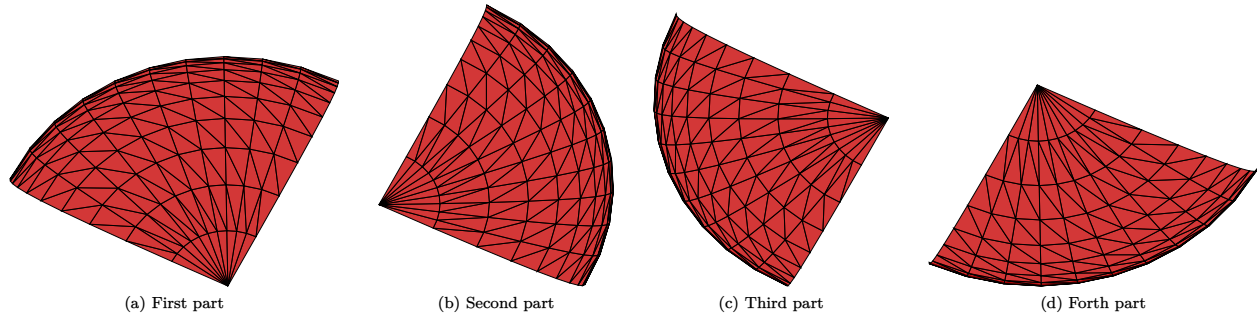 (a) First part
(b) Second part
(c) Third part
(d) Forth part